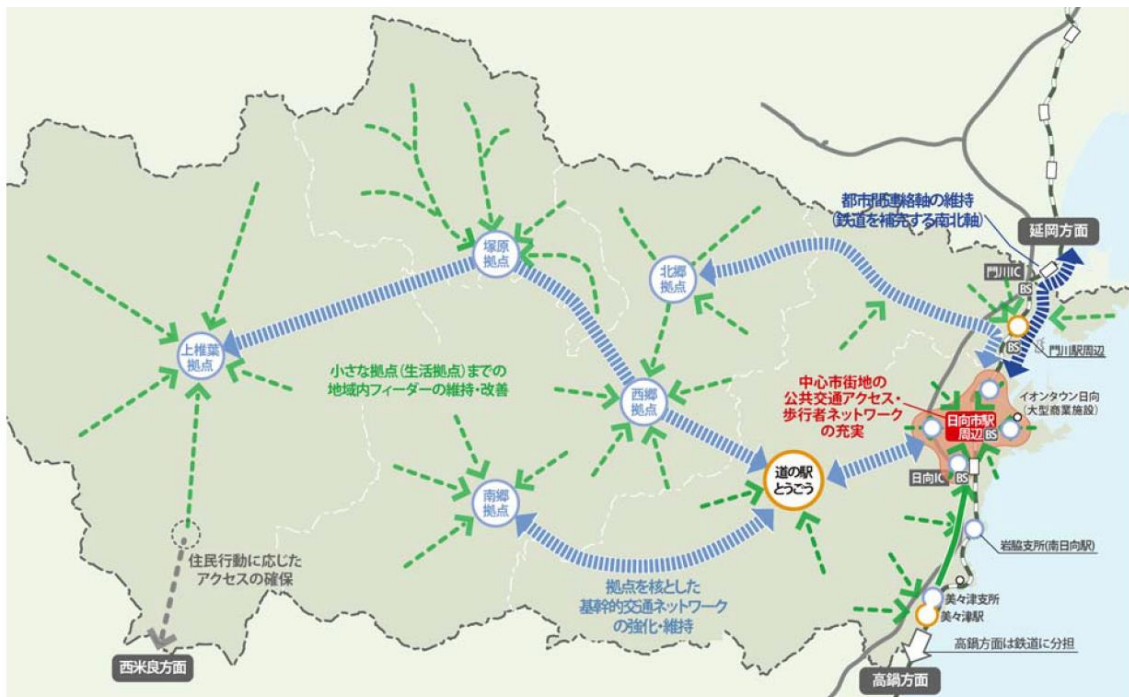 都市間連絡軸の維持
(鉄道を補充する南北軸)
延岡方面
塚原
拠点
北郷
拠点
門川IC
BS
BS
門川駅周辺
上椎葉
拠点
小さな拠点(生活拠点)までの
地域内フィーダーの維持・改善
西郷
拠点
中心市街地の
公共交通アクセス・
歩行者ネットワーク
の充実
イオンタウン日向
(大型商業施設)
日向市駅
周辺
BS
道の駅
とうごう
日向IC
BS
南郷
拠点
岩脇支所(南日向駅)
住民行動に応じた
アクセスの確保
拠点を核とした
基幹的交通ネットワーク
の強化・維持
美々津支所
美々津駅
高鍋方面は鉄道に分担
西米良方面
高鍋方面